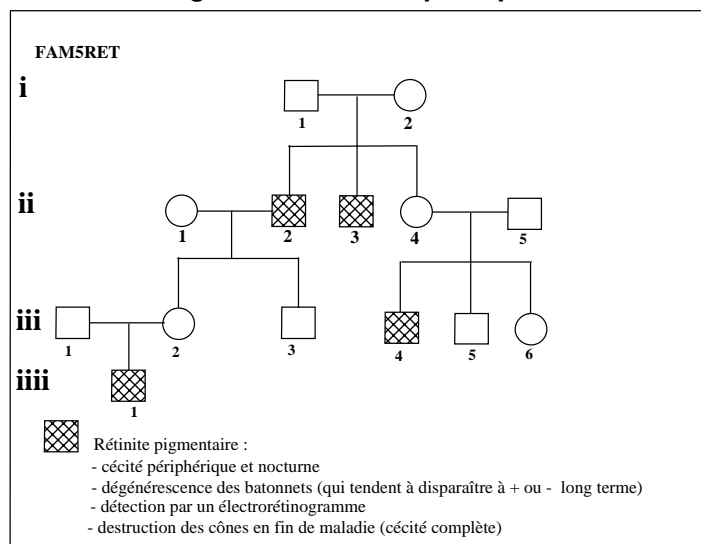 FAM5RET
i
1 2
ii
1 2 3 4 5
iii
1 2 3 4 5 6
iiii
1
Rétinite pigmentaire :
- cécité périphérique et nocturne
- dégénérescence des batonnets (qui tendent à disparaître à + ou - long terme)
- détection par un électrorétinogramme
- destruction des cônes en fin de maladie (cécité complète)